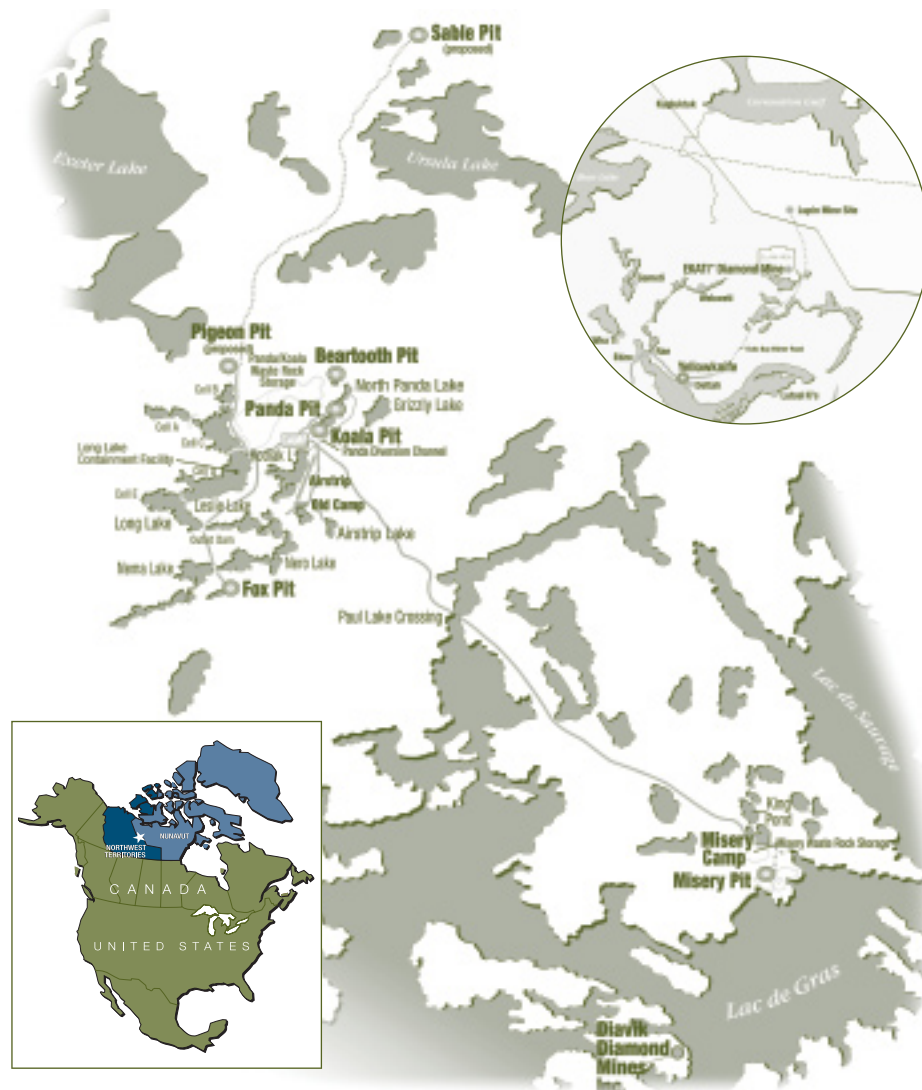 Sable Pit
(proposed)
Exeter Lake
Ursula Lake
Coronation Gulf
Kugluktuk
Lupin Mine Site
EKATI Diamond Mine
Yellowknife
Pigeon Pit
(proposed)
Panda/Koala
Waste Rock
Storage
Beartooth Pit
North Panda Lake
Grizzly Lake
Panda Pit
Koala Pit
Panda Diversion Channel
Cell B
Cell A
Cell C
Long Lake
Containment Facility
Cell D
Cell E
Kodiak L
Airstrip
Old Camp
Airstrip Lake
Leslie Lake
Long Lake
Outlet Dam
Nema Lake
Nero Lake
Fox Pit
Paul Lake Crossing
Lac du Sauvage
King
Pond
Misery
Camp
Misery Waste Rock Storage
Misery Pit
Lac de Gras
Diavik
Diamond
Mines
NUNAVUT
NORTHWEST
TERRITORIES
CANADA
UNITED STATES